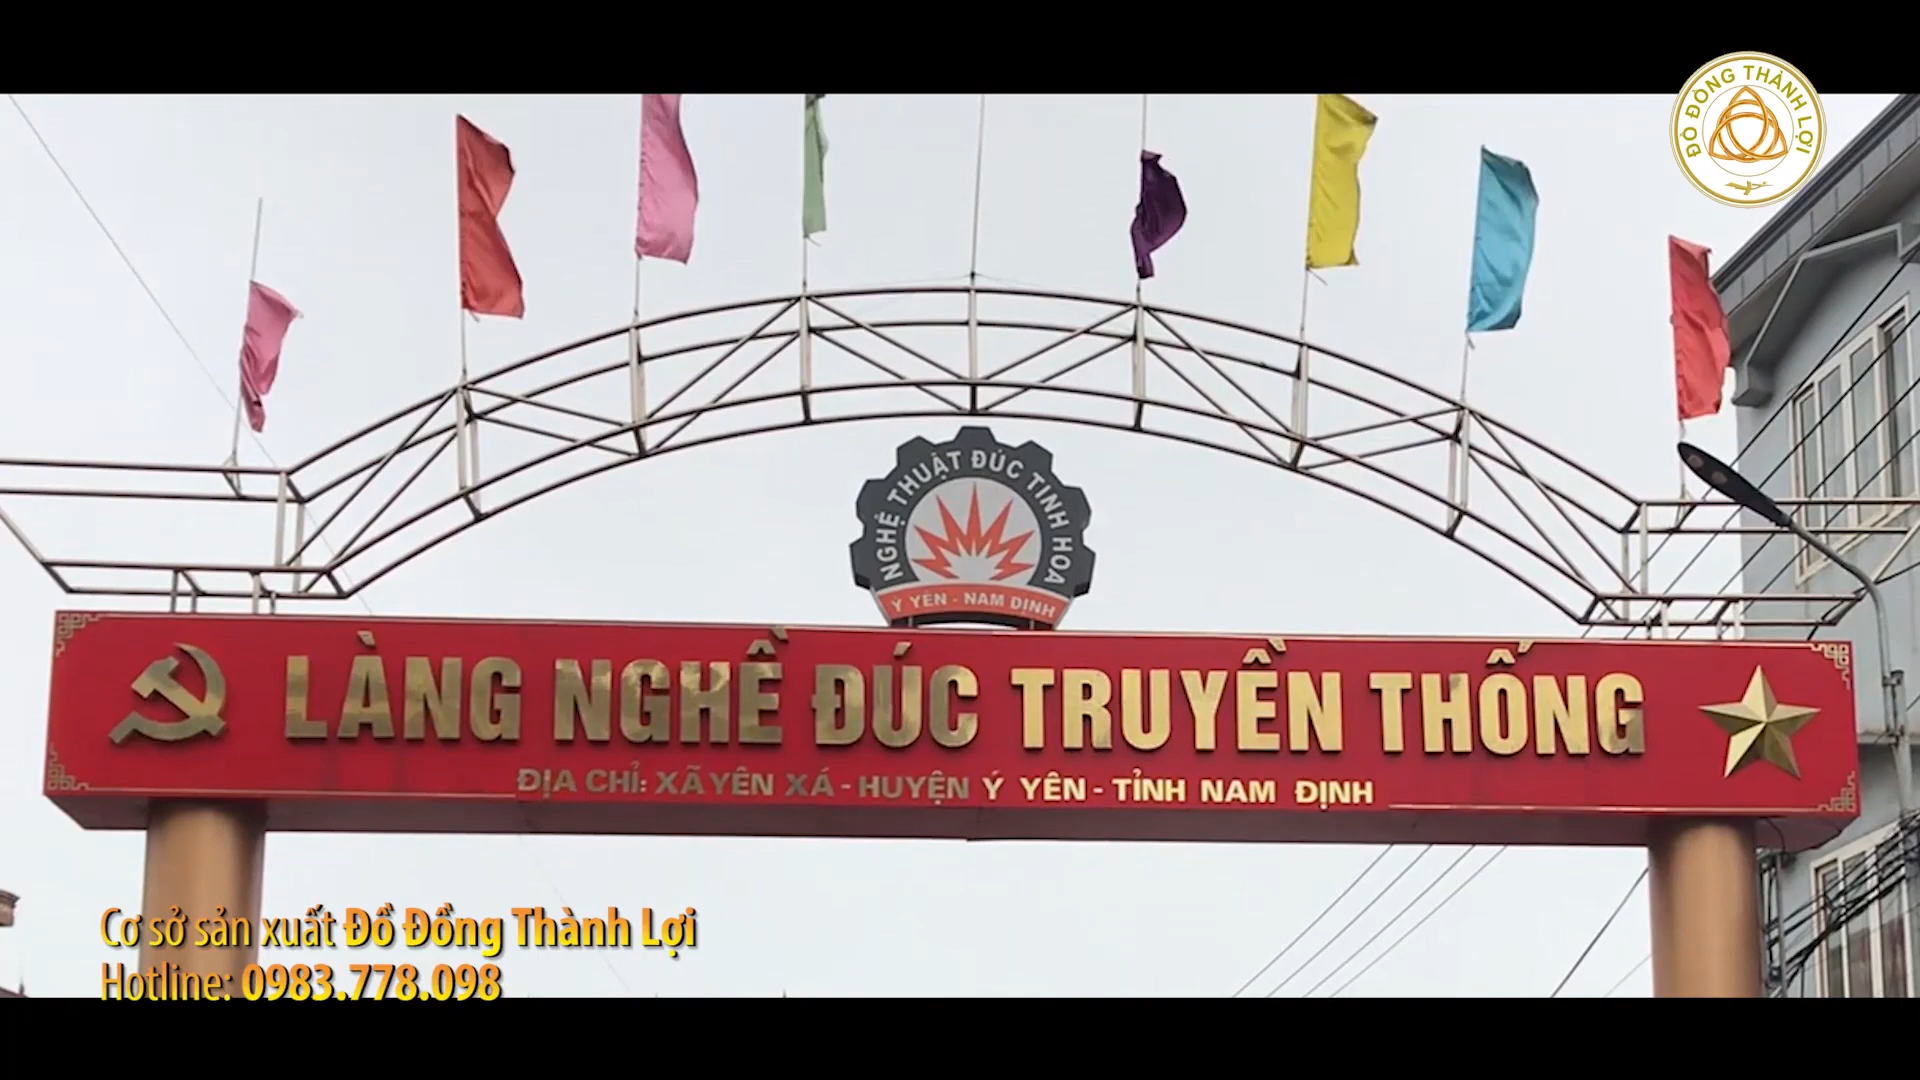 ĐỒ ĐỒNG THÀNH LỢI
NGHỆ THUẬT ĐÚC TINH HOA
Ý YÊN - NAM ĐỊNH
LÀNG NGHỀ ĐÚC TRUYỀN THỐNG
ĐỊA CHỈ: XÃ YÊN XÁ - HUYỆN Ý YÊN - TỈNH NAM ĐỊNH
Cơ sở sản xuất Đồ Đồng Thành Lợi
Hotline: 0983.778.098